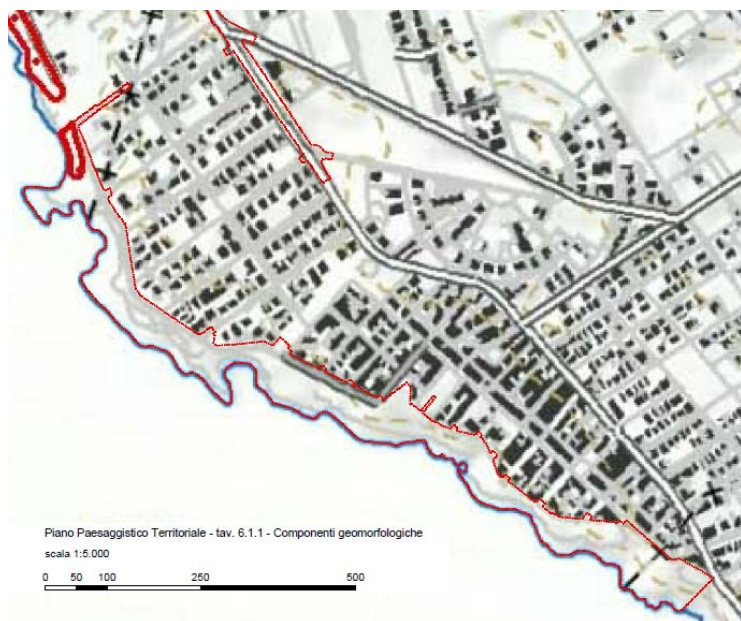 Piano Paesaggistico Territoriale - tav. 6.1.1 - Componenti geomorfologiche
scala 1:5.000
0 50 100 250 500